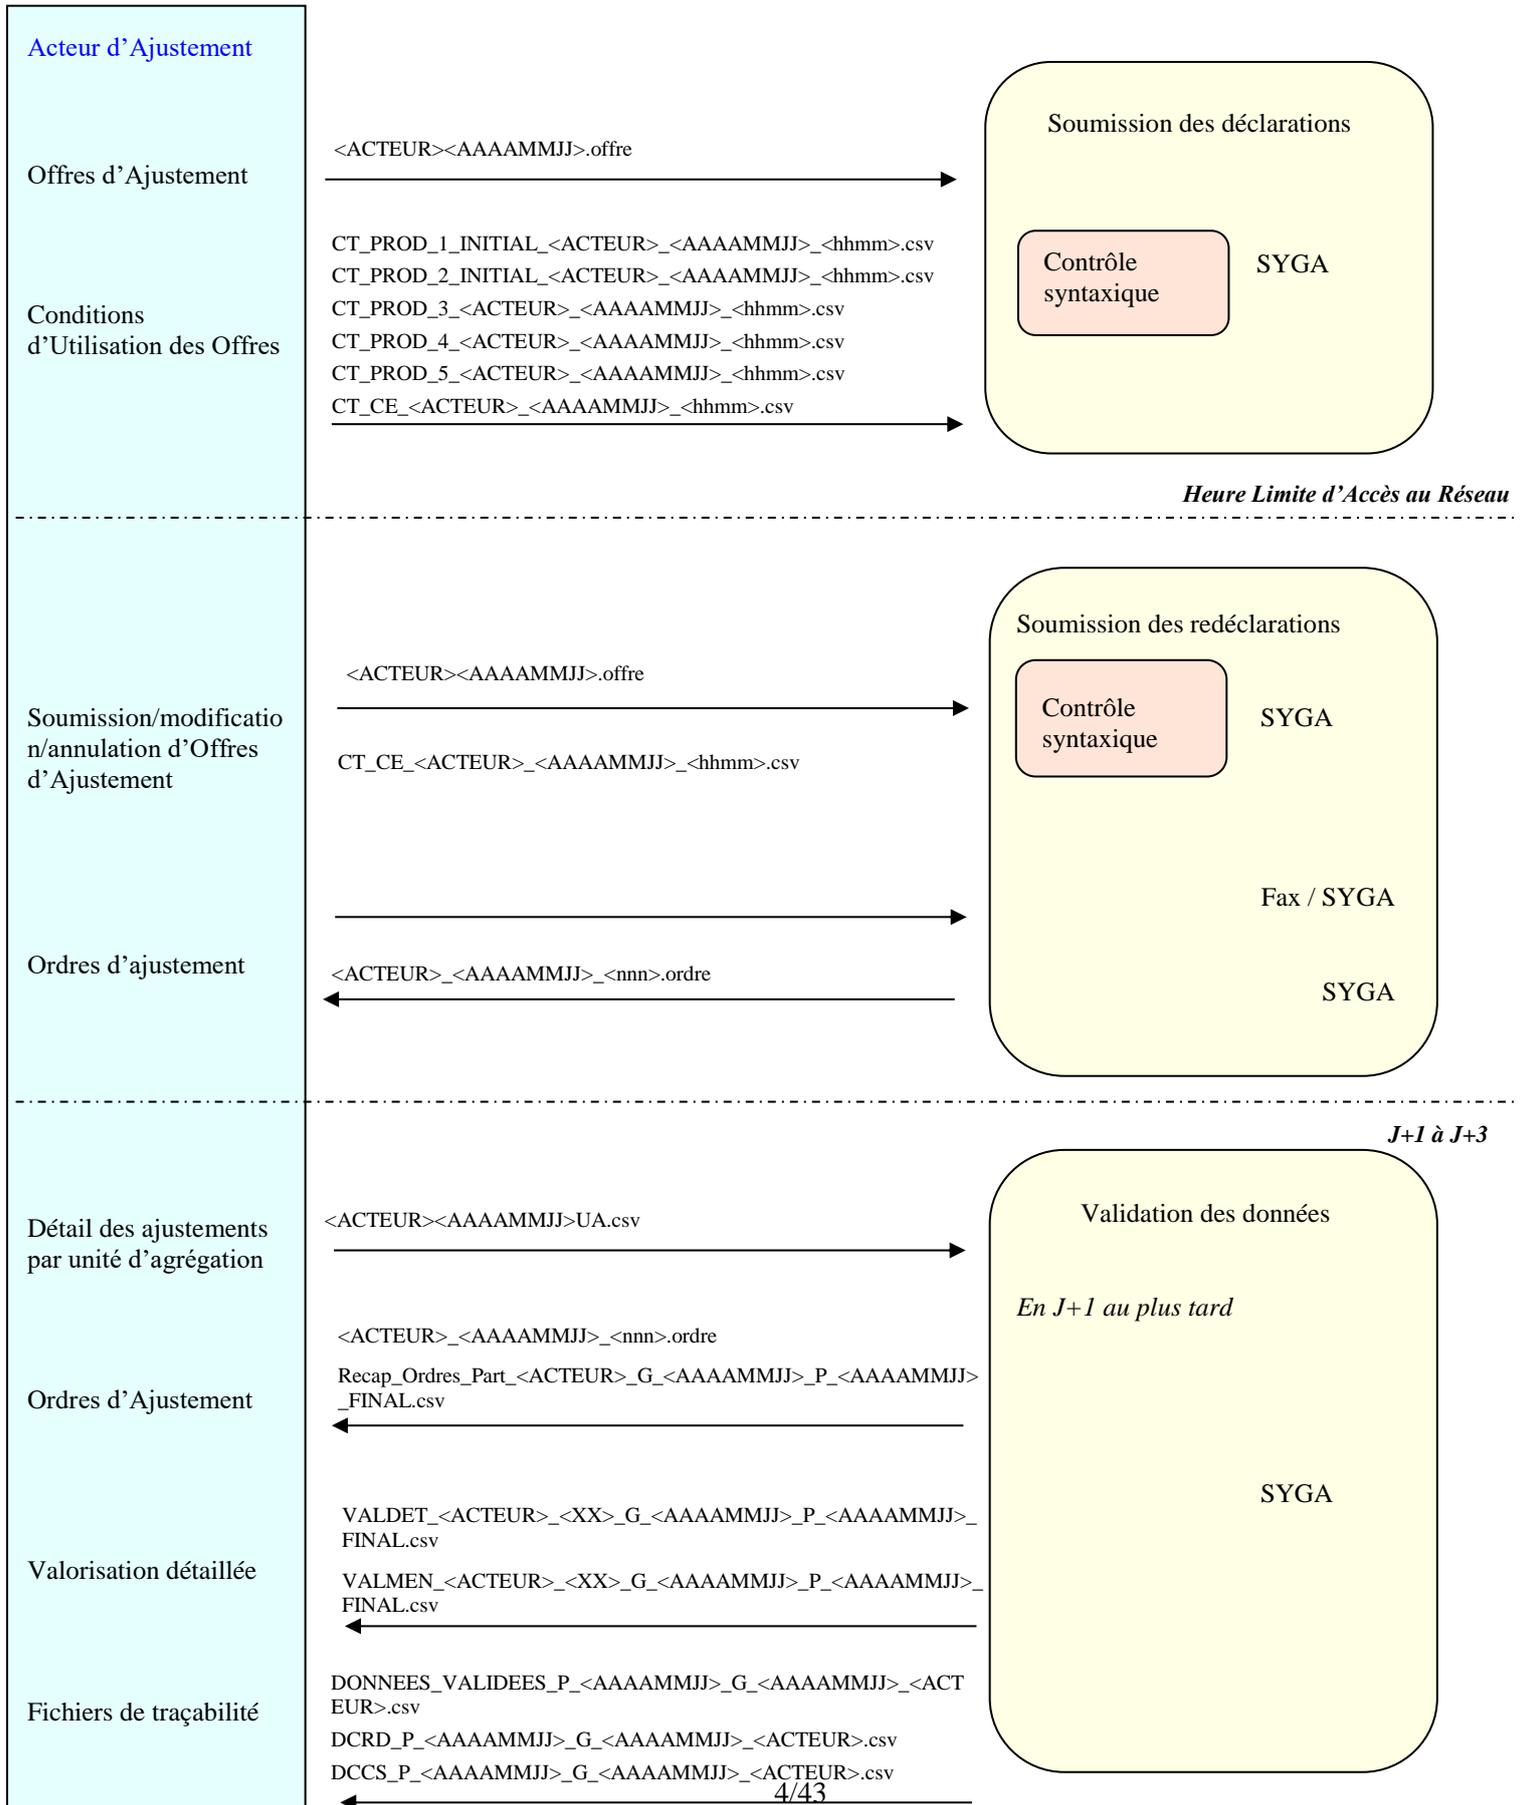 Acteur d’Ajustement
Soumission des déclarations
<ACTEUR><AAAAMMJJ>.offre
Offres d’Ajustement
CT_PROD_1_INITIAL_<ACTEUR>_<AAAAMMJJ>_<hhmm>.csv
CT_PROD_2_INITIAL_<ACTEUR>_<AAAAMMJJ>_<hhmm>.csv
CT_PROD_3_<ACTEUR>_<AAAAMMJJ>_<hhmm>.csv
CT_PROD_4_<ACTEUR>_<AAAAMMJJ>_<hhmm>.csv
CT_PROD_5_<ACTEUR>_<AAAAMMJJ>_<hhmm>.csv
CT_CE_<ACTEUR>_<AAAAMMJJ>_<hhmm>.csv
Conditions
d’Utilisation des Offres
Contrôle
syntaxique
SYGA
Heure Limite d’Accès au Réseau
Soumission des redéclarations
<ACTEUR><AAAAMMJJ>.offre
Soumission/modificatio
n/annulation d’Offres
d’Ajustement
Contrôle
syntaxique
SYGA
CT_CE_<ACTEUR>_<AAAAMMJJ>_<hhmm>.csv
Fax / SYGA
Ordres d’ajustement
<ACTEUR>_<AAAAMMJJ>_<nnn>.ordre
SYGA
J+1 à J+3
Validation des données
<ACTEUR><AAAAMMJJ>UA.csv
Détail des ajustements
par unité d’agrégation
En J+1 au plus tard
<ACTEUR>_<AAAAMMJJ>_<nnn>.ordre
Recap_Ordres_Part_<ACTEUR>_G_<AAAAMMJJ>_P_<AAAAMMJJ>
_FINAL.csv
Ordres d’Ajustement
SYGA
VALDET_<ACTEUR>_<XX>_G_<AAAAMMJJ>_P_<AAAAMMJJ>_
FINAL.csv
Valorisation détaillée
VALMEN_<ACTEUR>_<XX>_G_<AAAAMMJJ>_P_<AAAAMMJJ>_
FINAL.csv
DONNEES_VALIDEES_P_<AAAAMMJJ>_G_<AAAAMMJJ>_<ACT
EUR>.csv
Fichiers de traçabilité
DCRD_P_<AAAAMMJJ>_G_<AAAAMMJJ>_<ACTEUR>.csv
DCCS_P_<AAAAMMJJ>_G_<AAAAMMJJ>_<ACTEUR>.csv
4/43